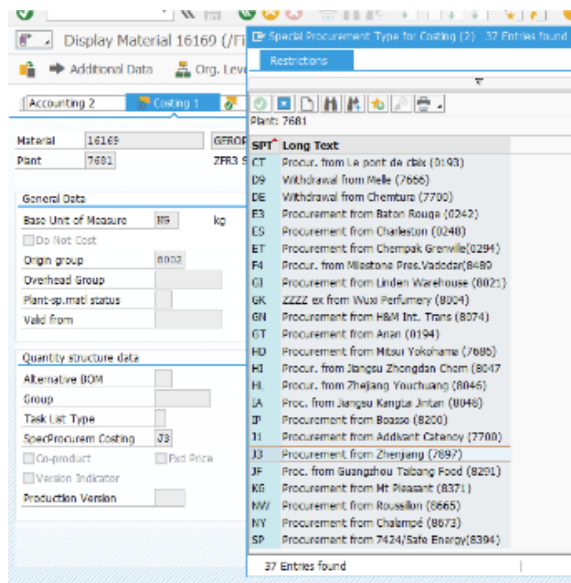 Display Material 16169 (/Fi
Special Procurement Type for Costing (2) 37 Entries found
Additional Data Org. Leve
Restrictions
Accounting 2 Costing 1
Plant: 7681
Material 16169 GEROP
Plant 7681 ZFR3 S
SPT Long Text
CT Procur. from Le pont de claix (0193)
D9 Withdrawal from Melle (7666)
DE Withdrawal from Chemtura (7700)
E3 Procurement from Baton Rouge (0242)
ES Procurement from Charleston (0248)
ET Procurement from Chempak Grenvile(0294)
F4 Procur. from Milestone Pres.Vadodar(8489
GI Procurement from Linden Warehouse (8021)
GK ZZZZ ex from Wuxi Perfumery (8004)
GN Procurement from H&M Int. Trans (8074)
GT Procurement from Anan (0194)
HD Procurement from Mitsui Yokohama (7686)
HI Procur. from Jiangsu Zhongdan Chem (8047
HL Procur. from Zhejiang Youchuang (8046)
IA Proc. from Jiangsu Kangtai Jintan (8048)
IP Procurement from Boasso (8200)
J1 Procurement from Addivant Catenoy (7700)
J3 Procurement from Zhenjiang (7897)
JF Proc. from Guangzhou Taibang Food (8291)
KG Procurement from Mt Pleasant (8371)
NW Procurement from Roussillon (8665)
NY Procurement from Chalampé (8673)
SP Procurement from 7424/Safe Energy(8394)
37 Entries found
General Data
Base Unit of Measure KG kg
Do Not Cost
Origin group 8002
Overhead Group
Plant-sp.matl status
Valid from
Quantity structure data
Alternative BOM
Group
Task List Type
SpecProcurem Costing J3
Co-product Fxd Price
Version Indicator
Production Version